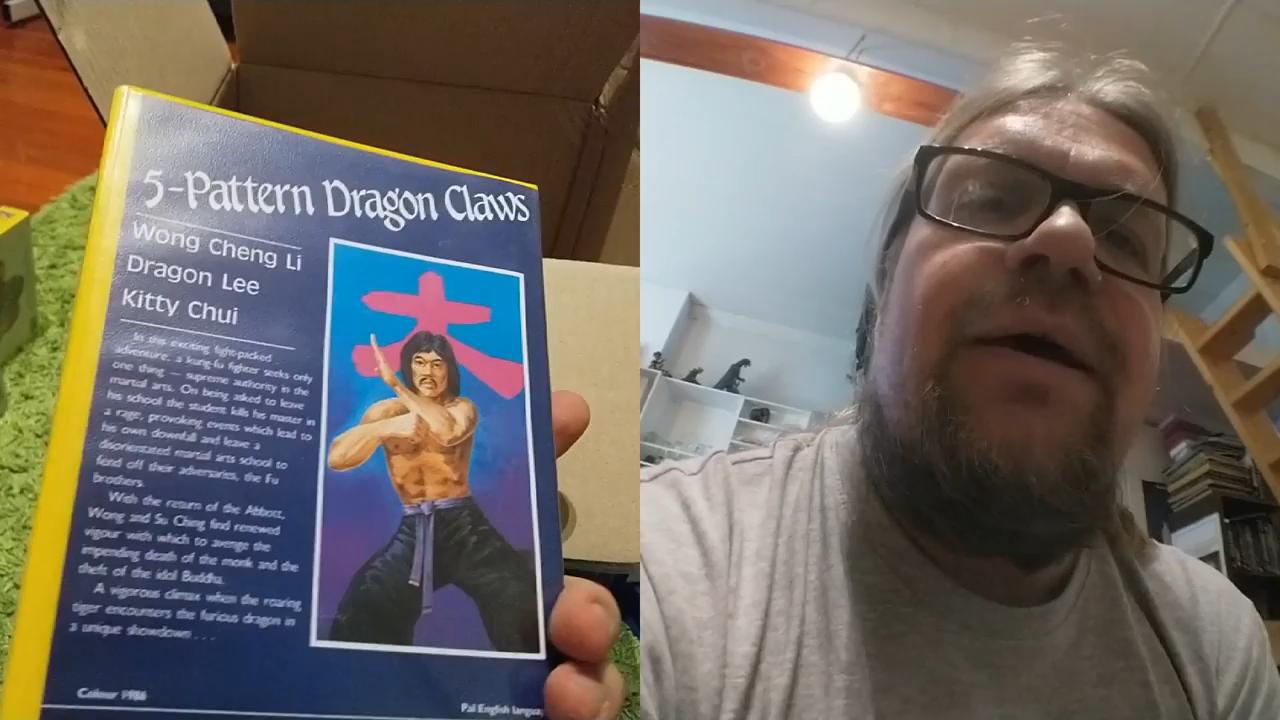 5-Pattern Dragon Claws
Wong Cheng Li
Dragon Lee
Kitty Chui
In this exciting fight-packed
adventure, a kung-fu fighter seeks only
one thing — supreme authority in the
martial arts. On being asked to leave
his school the student kills his master in
a rage, provoking events which lead to
his own downfall and leave a
disorientated martial arts school to
fend off their adversaries, the Fu
brothers.
With the return of the Abbott,
Wong and Su Ching find renewed
vigour with which to avenge the
impending death of the monk and the
theft of the idol Buddha.
A vigorous climax when the roaring
tiger encounters the furious dragon in
a unique showdown . . .
大
Colour 1986
Pal English langua